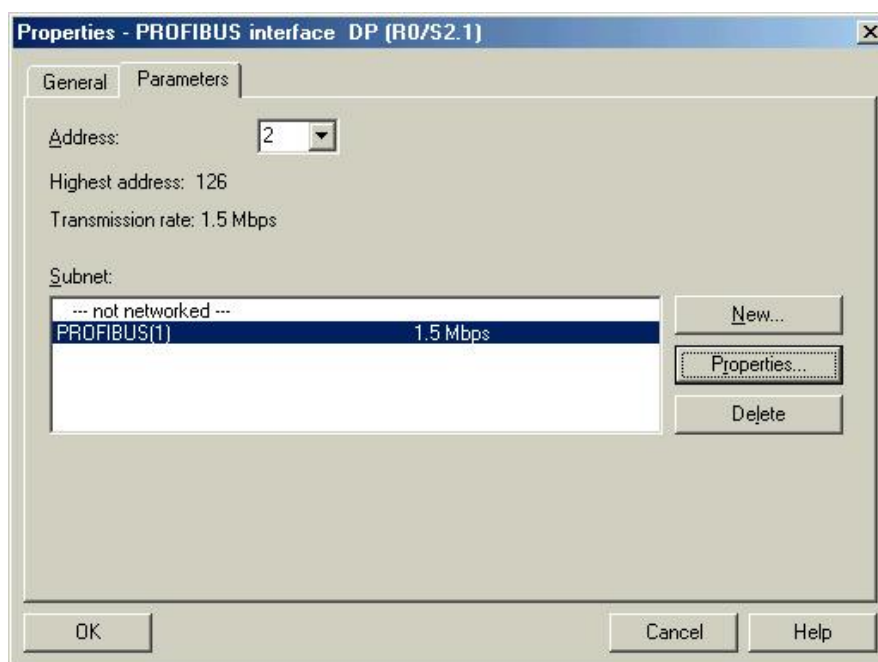 Properties - PROFIBUS interface DP (R0/S2.1)
General Parameters
Address: 2
Highest address: 126
Transmission rate: 1.5 Mbps
Subnet:
--- not networked ---
PROFIBUS(1) 1.5 Mbps
New...
Properties...
Delete
OK Cancel Help